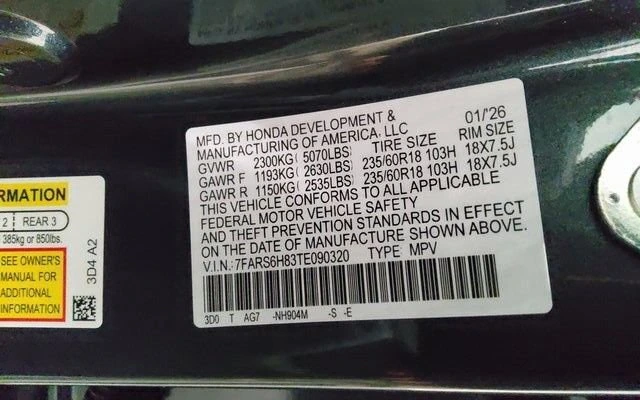 MFD. BY HONDA DEVELOPMENT & 01/'26
MANUFACTURING OF AMERICA, LLC
TIRE SIZE RIM SIZE
GVWR 2300KG(5070LBS)
GAWR F 1193KG(2630LBS) 235/60R18 103H 18X7.5J
GAWR R 1150KG(2535LBS) 235/60R18 103H 18X7.5J
THIS VEHICLE CONFORMS TO ALL APPLICABLE
FEDERAL MOTOR VEHICLE SAFETY
AND THEFT PREVENTION STANDARDS IN EFFECT
ON THE DATE OF MANUFACTURE SHOWN ABOVE.
V.I.N.:7FARS6H83TE090320 TYPE: MPV
3D0 T AG7 -NH904M -S -E
RMATION
2 REAR 3
385kg or 850lbs.
SEE OWNER'S
MANUAL FOR
ADDITIONAL
INFORMATION
3D4 A2